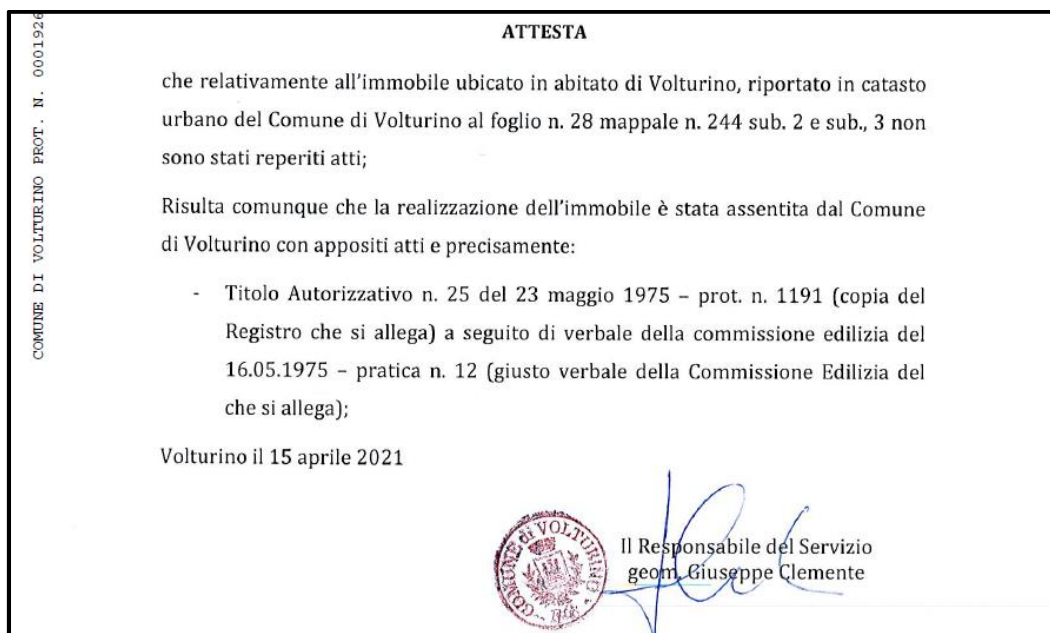 COMUNE DI VOLTURINO PROT. N. 0001926
ATTESTA
che relativamente all'immobile ubicato in abitato di Volturino, riportato in catasto
urbano del Comune di Volturino al foglio n. 28 mappale n. 244 sub. 2 e sub., 3 non
sono stati reperiti atti;
Risulta comunque che la realizzazione dell'immobile è stata assentita dal Comune
di Volturino con appositi atti e precisamente:
- Titolo Autorizzativo n. 25 del 23 maggio 1975 – prot. n. 1191 (copia del
Registro che si allega) a seguito di verbale della commissione edilizia del
16.05.1975 – pratica n. 12 (giusto verbale della Commissione Edilizia del
che si allega);
Volturino il 15 aprile 2021
COMUNE di VOLTURINO
Il Responsabile del Servizio
geom. Giuseppe Clemente